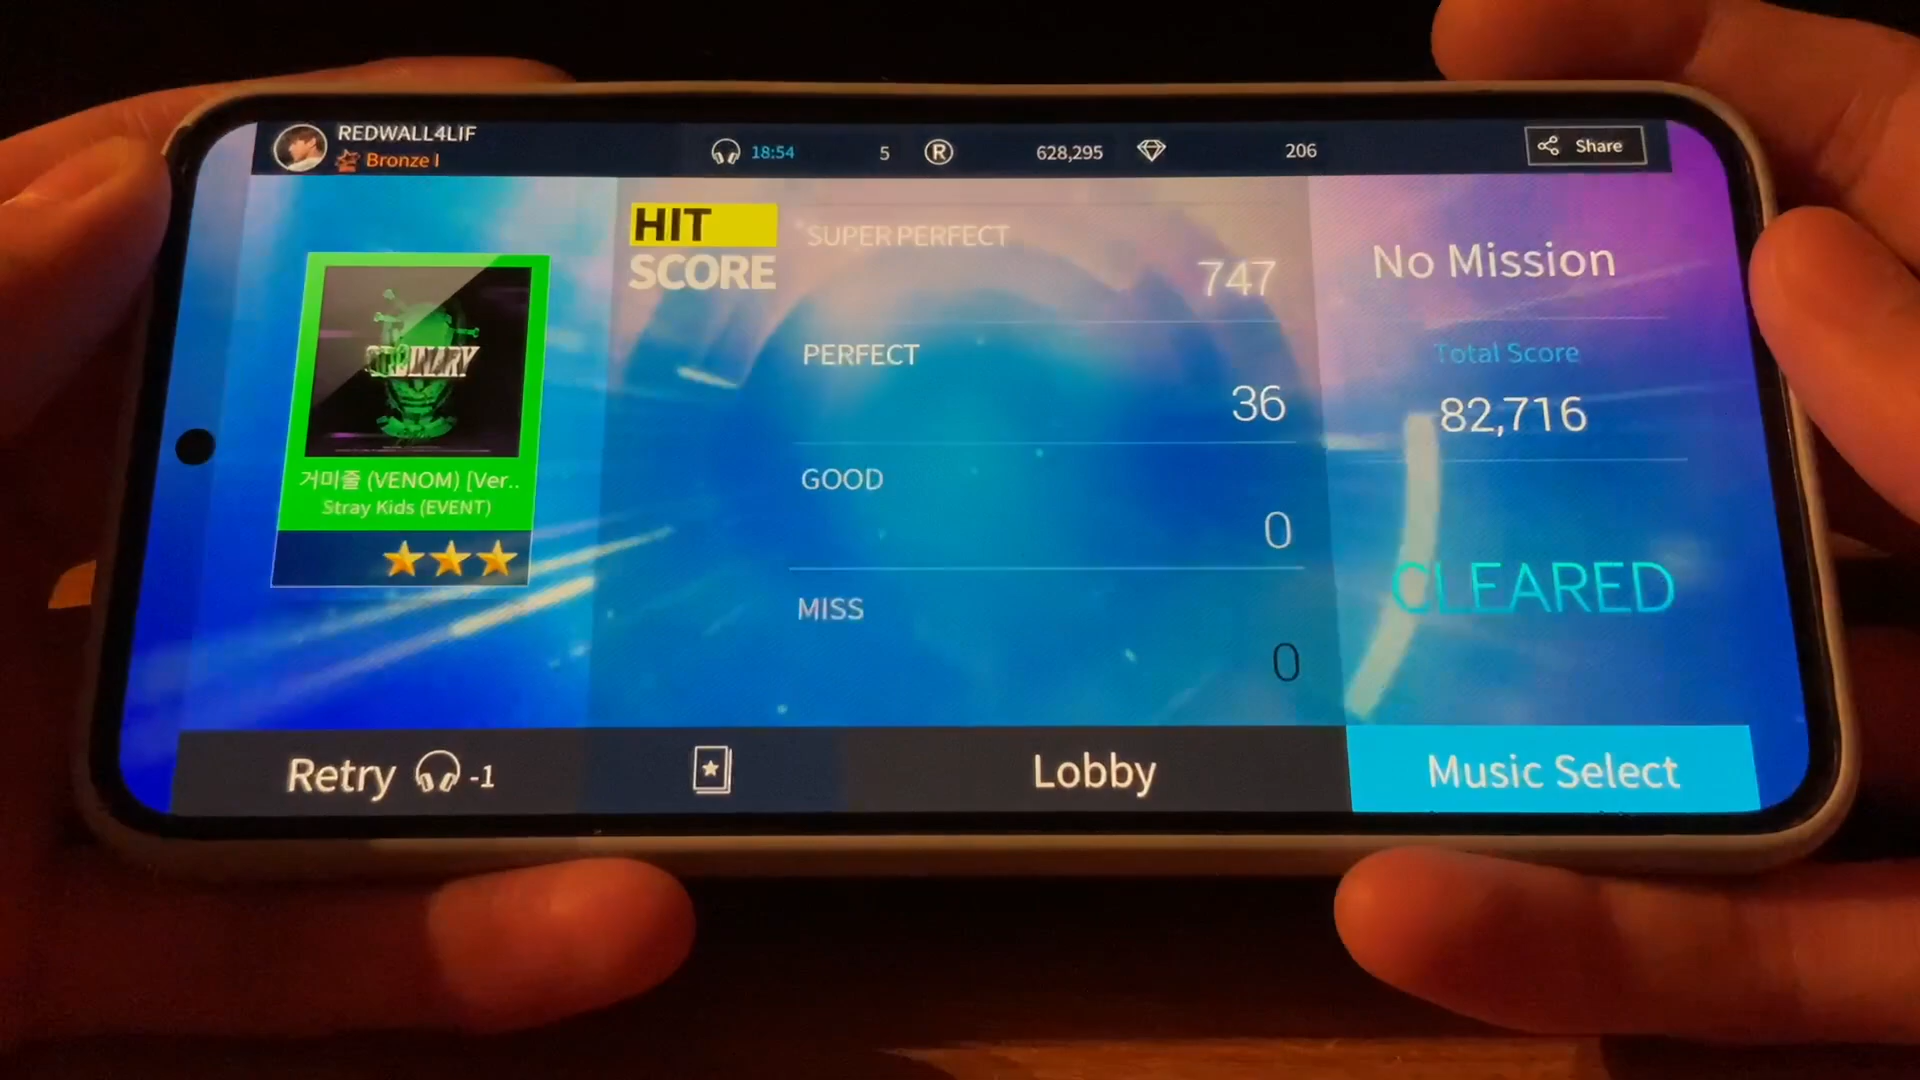 REDWALL4LIF
Bronze I
18:54
5
R
628,295
206
Share
HIT
SCORE
SUPER PERFECT
747
PERFECT
36
GOOD
0
MISS
0
No Mission
Total Score
82,716
CLEARED
ORDINARY
거미줄 (VENOM) [Ver..
Stray Kids (EVENT)
Retry -1
Lobby
Music Select